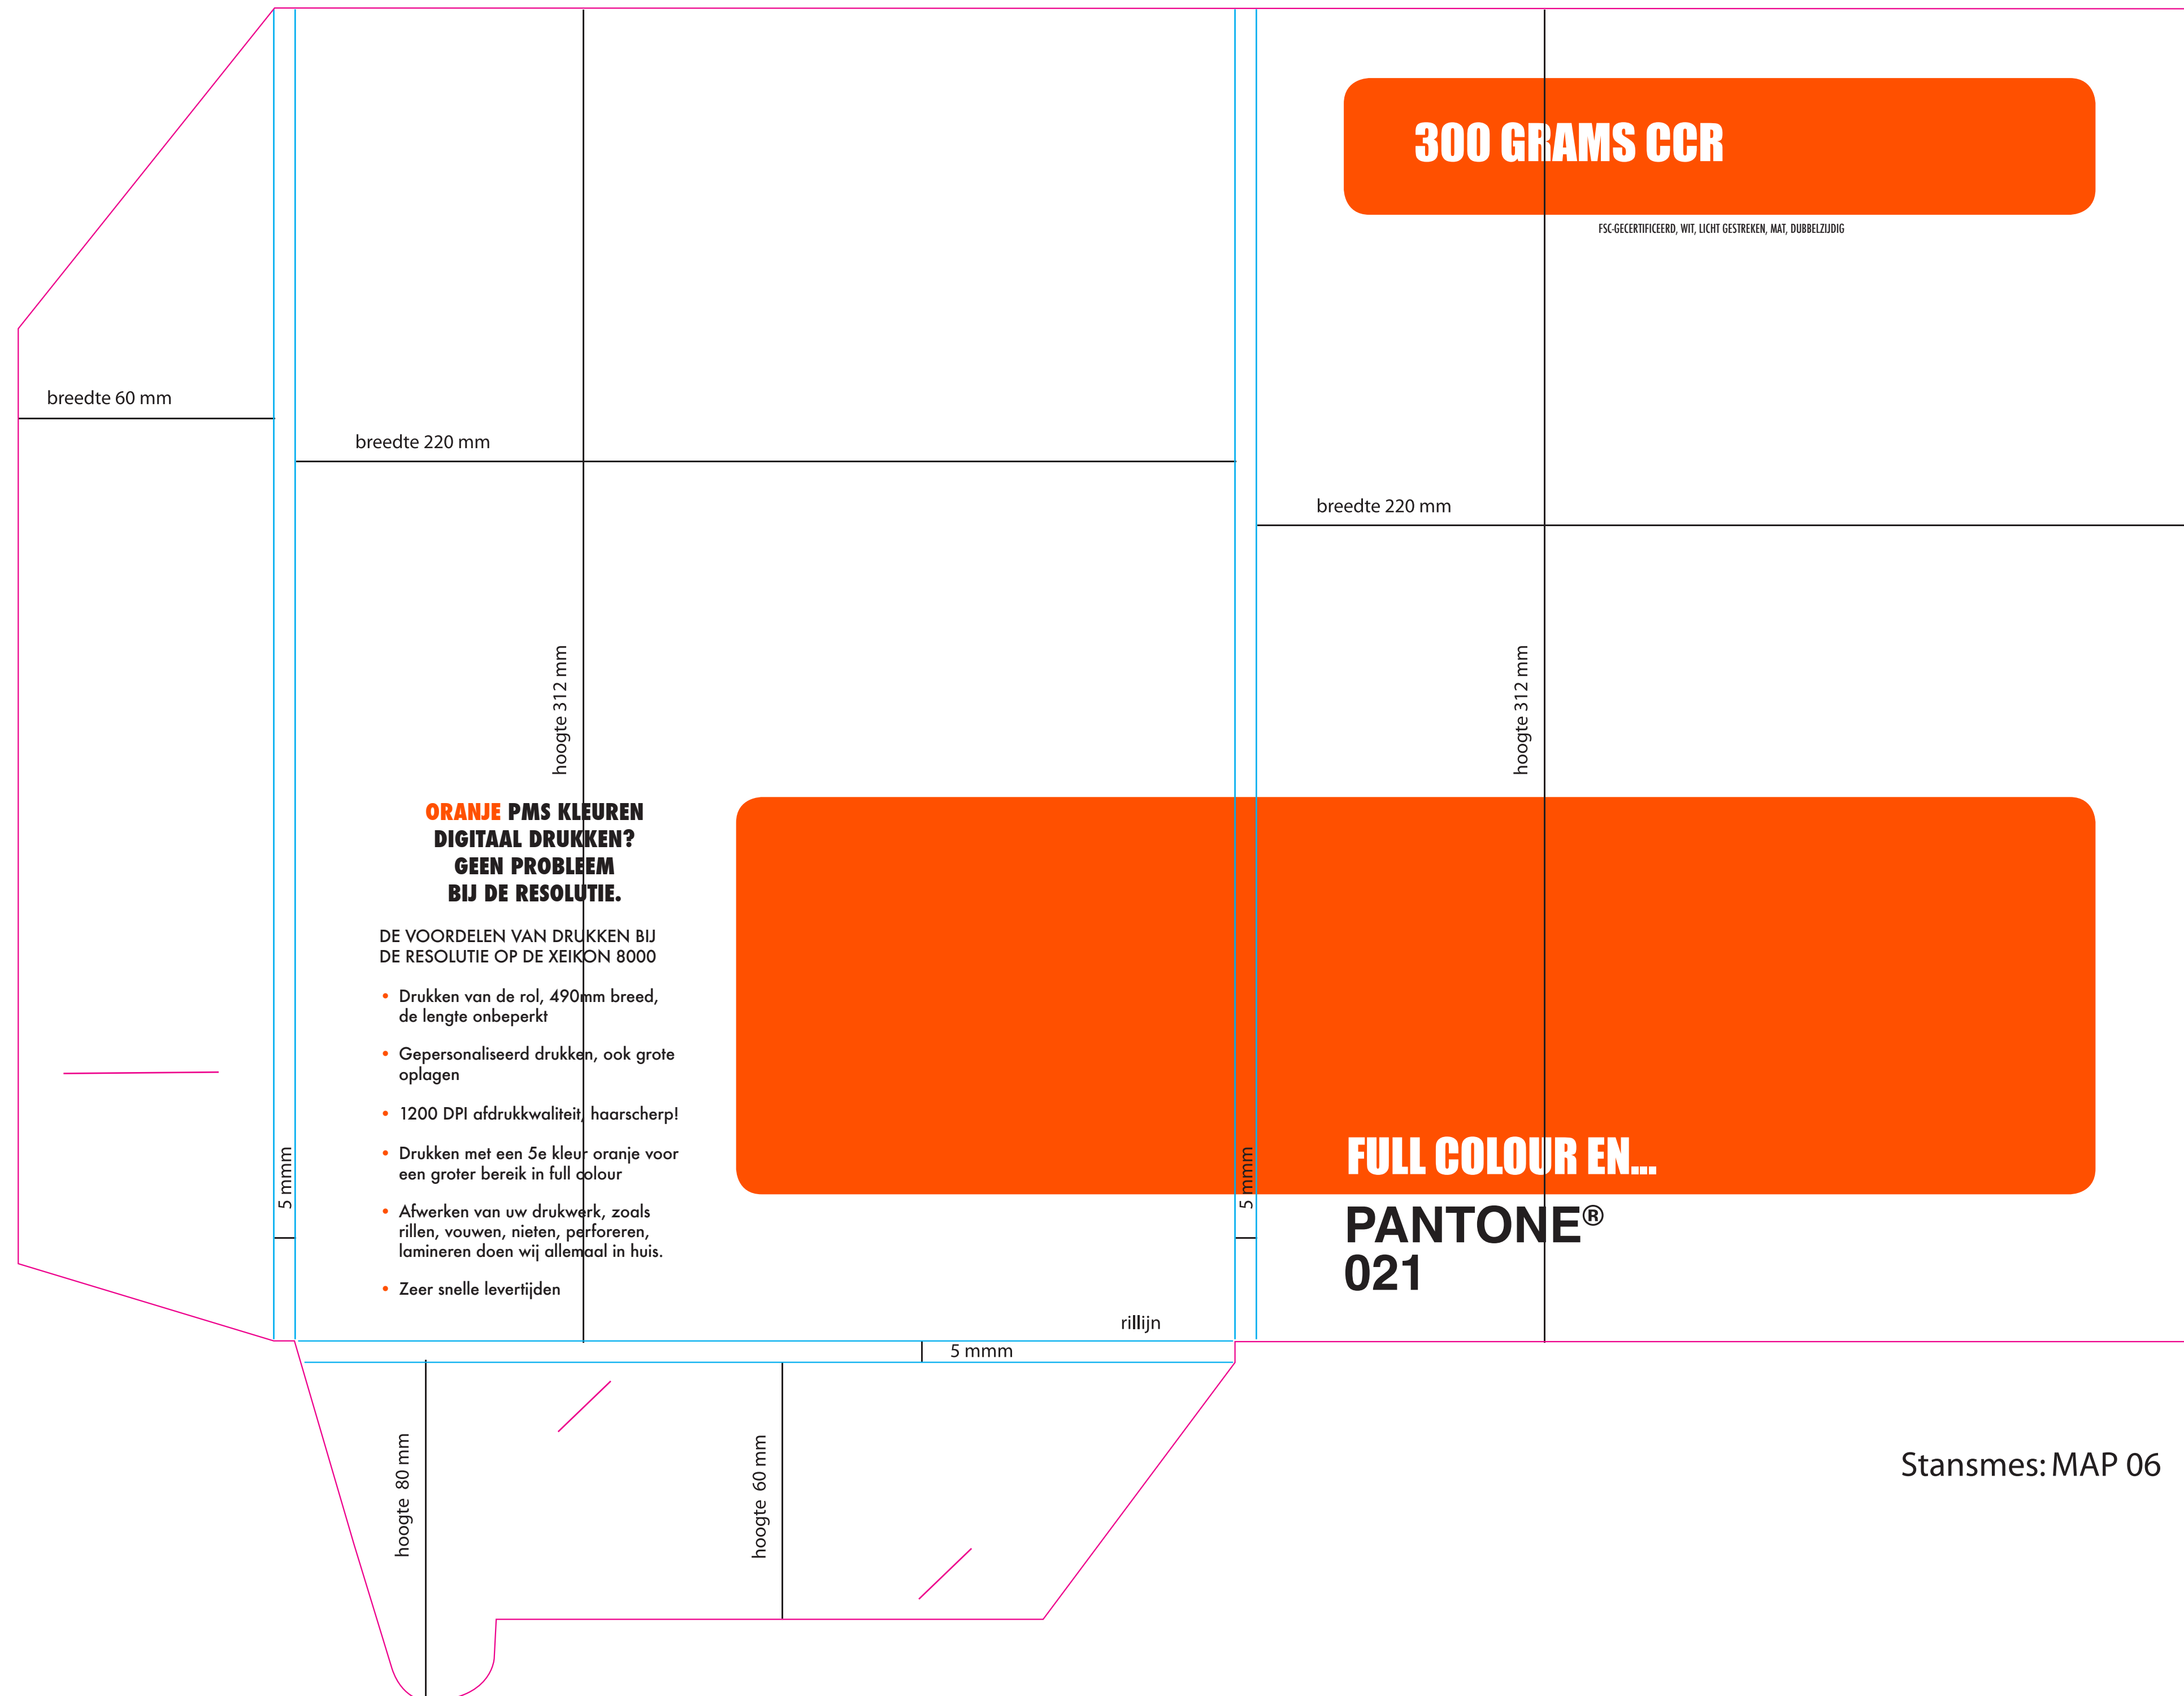 300 GRAMS CCR
FSC-GECERTIFICEERD, WIT, LICHT GESTREKEN, MAT, DUBBELZIJDIG
breedte 60 mm
breedte 220 mm
breedte 220 mm
hoogte 312 mm
hoogte 312 mm
ORANJE PMS KLEUREN
DIGITAAL DRUKKEN?
GEEN PROBLEEM
BIJ DE RESOLUTIE.
DE VOORDELEN VAN DRUKKEN BIJ
DE RESOLUTIE OP DE XEIKON 8000
• Drukken van de rol, 490mm breed,
de lengte onbeperkt
• Gepersonaliseerd drukken, ook grote
oplagen
• 1200 DPI afdrukkwaliteit, haarscherp!
• Drukken met een 5e kleur oranje voor
een groter bereik in full colour
• Afwerken van uw drukwerk, zoals
rillen, vouwen, nieten, perforeren,
lamineren doen wij allemaal in huis.
• Zeer snelle levertijden
5 mmm
5 mmm
FULL COLOUR EN...
PANTONE®
021
rillijn
5 mmm
hoogte 80 mm
hoogte 60 mm
Stansmes: MAP 06